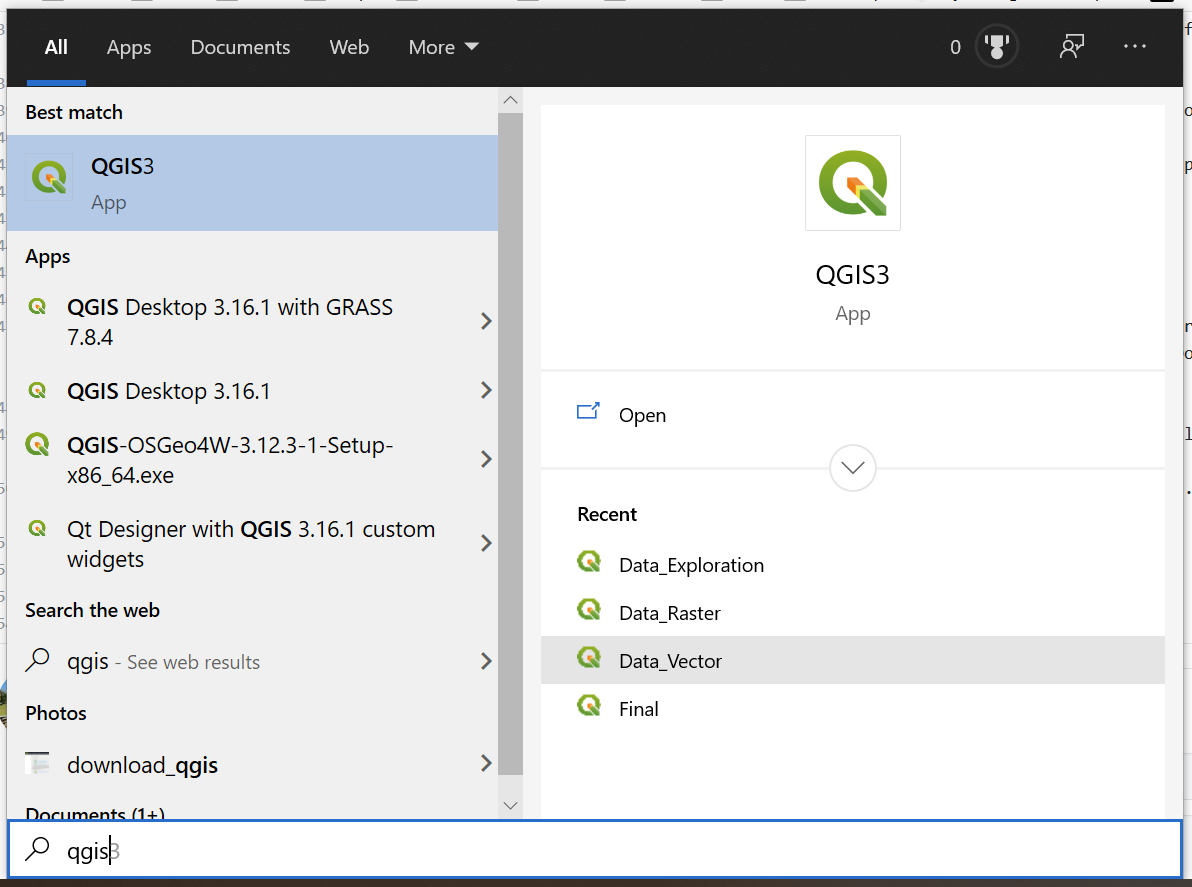 All Apps Documents Web More 0
Best match
QGIS3
App
Apps
QGIS Desktop 3.16.1 with GRASS
7.8.4
QGIS Desktop 3.16.1
QGIS-OSGeo4W-3.12.3-1-Setup-
x86_64.exe
Qt Designer with QGIS 3.16.1 custom
widgets
Search the web
qgis - See web results
Photos
download_qgis
Documents (1+)
QGIS3
App
Open
Recent
Data_Exploration
Data_Raster
Data_Vector
Final
qgis3